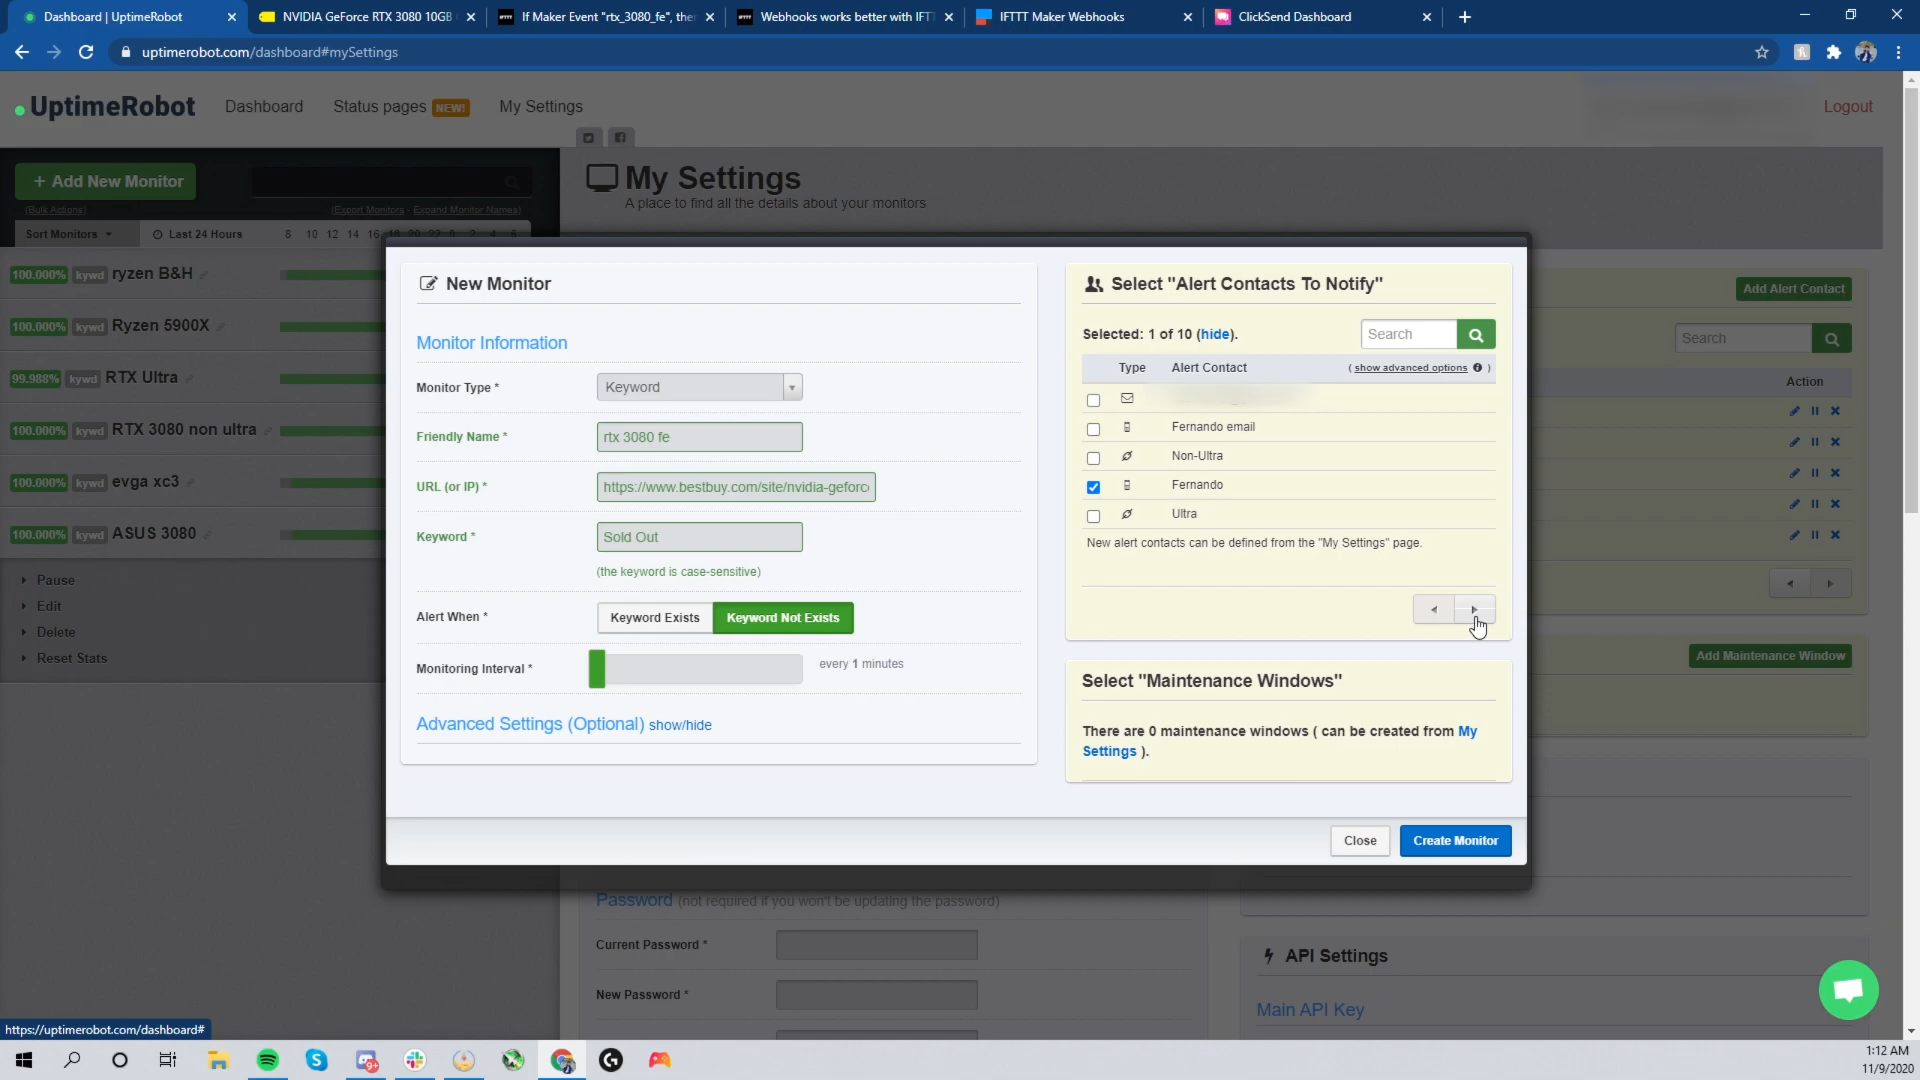 Dashboard | UptimeRobot
NVIDIA GeForce RTX 3080 10GB
If Maker Event "rtx_3080_fe", the
Webhooks works better with IFT
IFTTT Maker Webhooks
ClickSend Dashboard
uptimerobot.com/dashboard#mySettings
UptimeRobot
Dashboard
Status pages NEW!
My Settings
Logout
+ Add New Monitor
(Bulk Actions)
(Export Monitors - Expand Monitor Names)
Sort Monitors
Last 24 Hours
8 10 12 14 16 18 20 22 0 2 4 6
My Settings
A place to find all the details about your monitors
100.000% kywd ryzen B&H
100.000% kywd Ryzen 5900X
99.988% kywd RTX Ultra
100.000% kywd RTX 3080 non ultra
100.000% kywd evga xc3
100.000% kywd ASUS 3080
Pause
Edit
Delete
Reset Stats
New Monitor
Monitor Information
Monitor Type * Keyword
Friendly Name * rtx 3080 fe
URL (or IP) * https://www.bestbuy.com/site/nvidia-geforc
Keyword * Sold Out
(the keyword is case-sensitive)
Alert When * Keyword Exists Keyword Not Exists
Monitoring Interval * every 1 minutes
Advanced Settings (Optional) show/hide
Select "Alert Contacts To Notify"
Selected: 1 of 10 (hide).
Search
Type Alert Contact ( show advanced options )
Fernando email
Non-Ultra
Fernando
Ultra
New alert contacts can be defined from the "My Settings" page.
Select "Maintenance Windows"
There are 0 maintenance windows ( can be created from My
Settings ).
Close
Create Monitor
Add Alert Contact
Search
Action
Add Maintenance Window
Password (not required if you won't be updating the password)
Current Password *
New Password *
API Settings
Main API Key
https://uptimerobot.com/dashboard#
9+
1:12 AM
11/9/2020